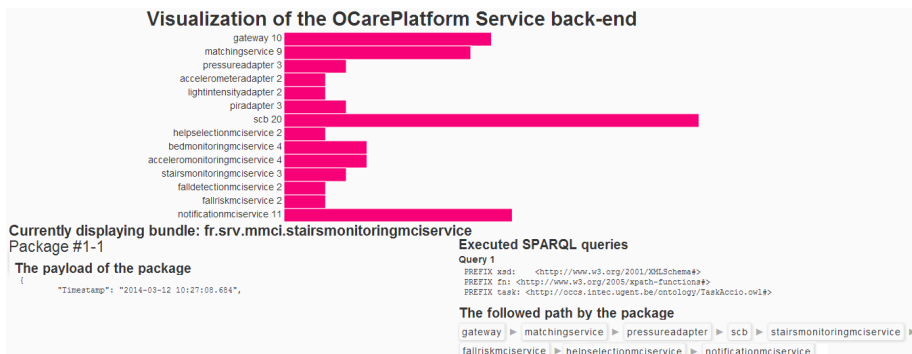 Visualization of the OCarePlatform Service back-end
gateway 10
matchingservice 9
pressureadapter 3
accelerometeradapter 2
lightintensityadapter 2
piradapter 3
scb 20
helpselectionmciservice 2
bedmonitoringmciservice 4
acceleromonitoringmciservice 4
stairsmonitoringmciservice 3
falldetectionmciservice 2
fallriskmciservice 2
notificationmciservice 11
Currently displaying bundle: fr.srv.mmci.stairsmonitoringmciservice
Package #1-1
The payload of the package
{
"Timestamp": "2014-03-12 10:27:08.684",
Executed SPARQL queries
Query 1
PREFIX xsd: <http://www.w3.org/2001/XMLSchema#>
PREFIX fn: <http://www.w3.org/2005/xpath-functions#>
PREFIX task: <http://occs.intec.ugent.be/ontology/TaskAccio.owl#>
The followed path by the package
gateway ▶ matchingservice ▶ pressureadapter ▶ scb ▶ stairsmonitoringmciservice ▶
fallriskmciservice ▶ helpselectionmciservice ▶ notificationmciservice